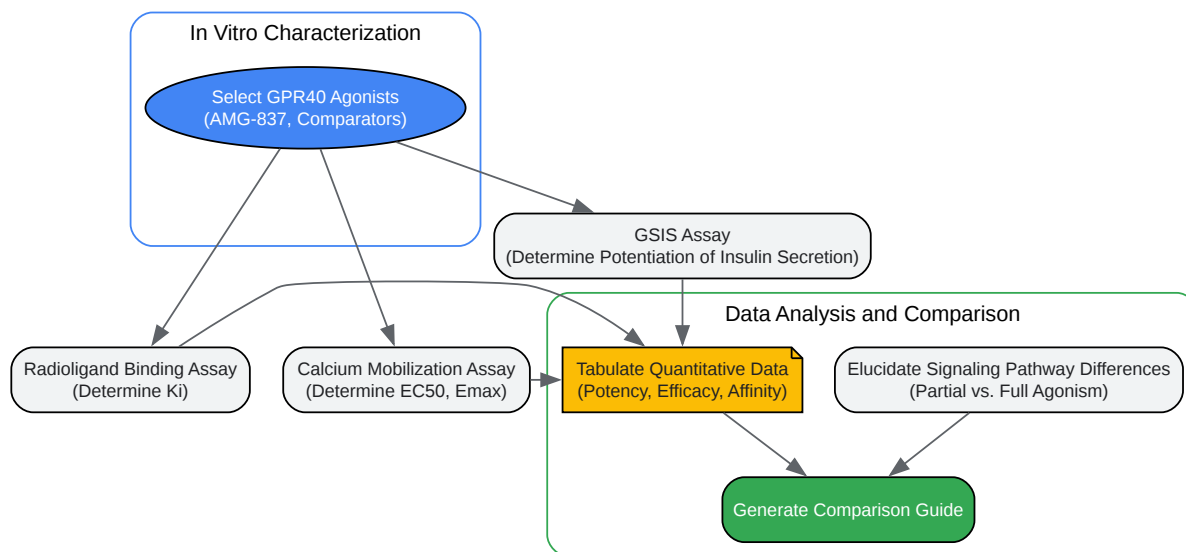 In Vitro Characterization
Select GPR40 Agonists
(AMG-837, Comparators)
GSIS Assay
(Determine Potentiation of Insulin Secretion)
Data Analysis and Comparison
Radioligand Binding Assay
(Determine Ki)
Calcium Mobilization Assay
(Determine EC50, Emax)
Tabulate Quantitative Data
(Potency, Efficacy, Affinity)
Elucidate Signaling Pathway Differences
(Partial vs. Full Agonism)
Generate Comparison Guide